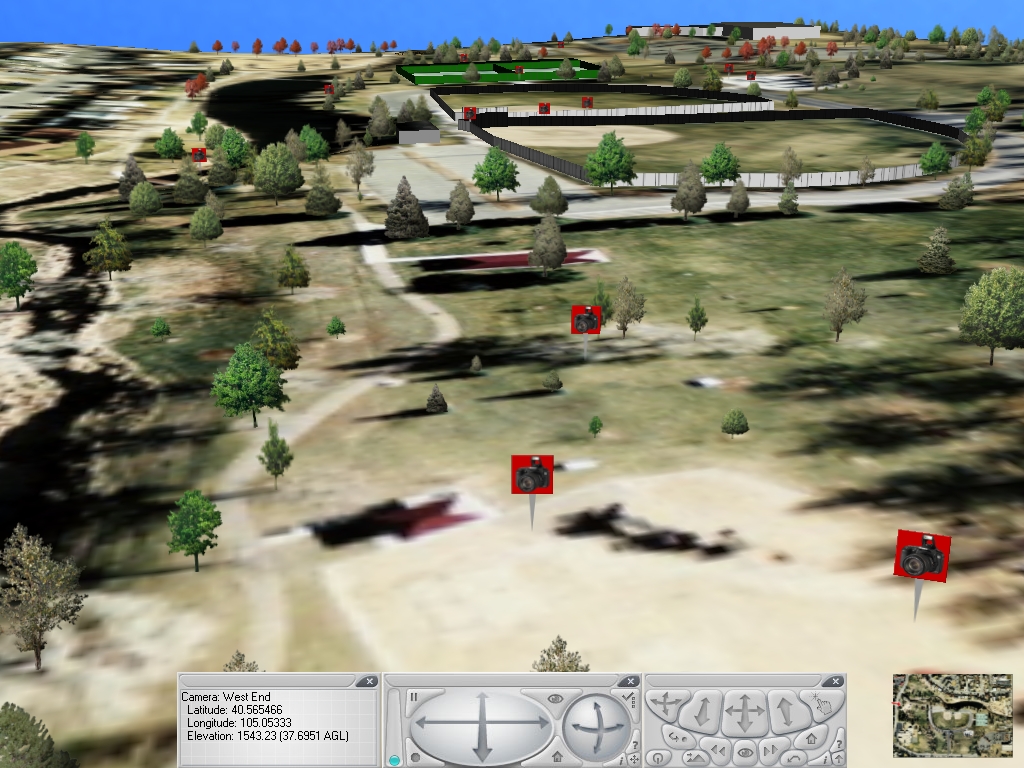 Camera: West End
Latitude: 40.565466
Longitude: 105.05333
Elevation: 1543.23 (37.6951 AGL)